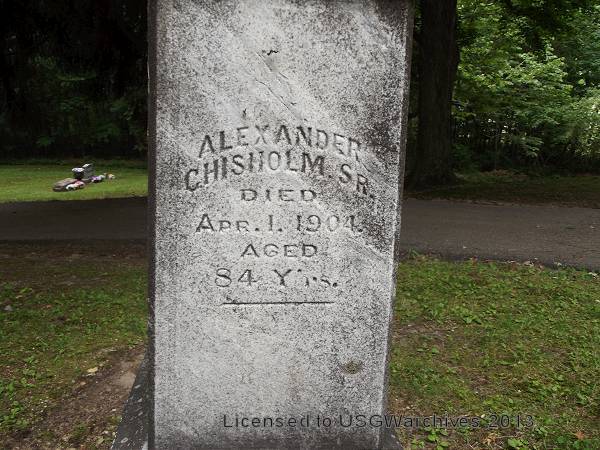 ALEXANDER
CHISHOLM SR.
DIED
APR. 1. 1904.
AGED
84 Y'rs.
Licensed to USGWarchives 2013